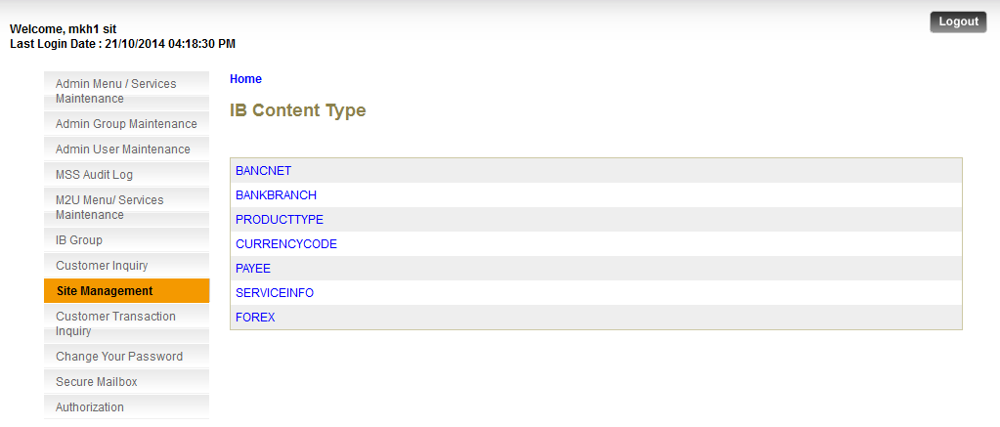 Welcome, mkh1 sit
Last Login Date : 21/10/2014 04:18:30 PM
Logout
Admin Menu / Services
Maintenance
Admin Group Maintenance
Admin User Maintenance
MSS Audit Log
M2U Menu/ Services
Maintenance
IB Group
Customer Inquiry
Site Management
Customer Transaction
Inquiry
Change Your Password
Secure Mailbox
Authorization
Home
IB Content Type
BANCNET
BANKBRANCH
PRODUCTTYPE
CURRENCYCODE
PAYEE
SERVICEINFO
FOREX